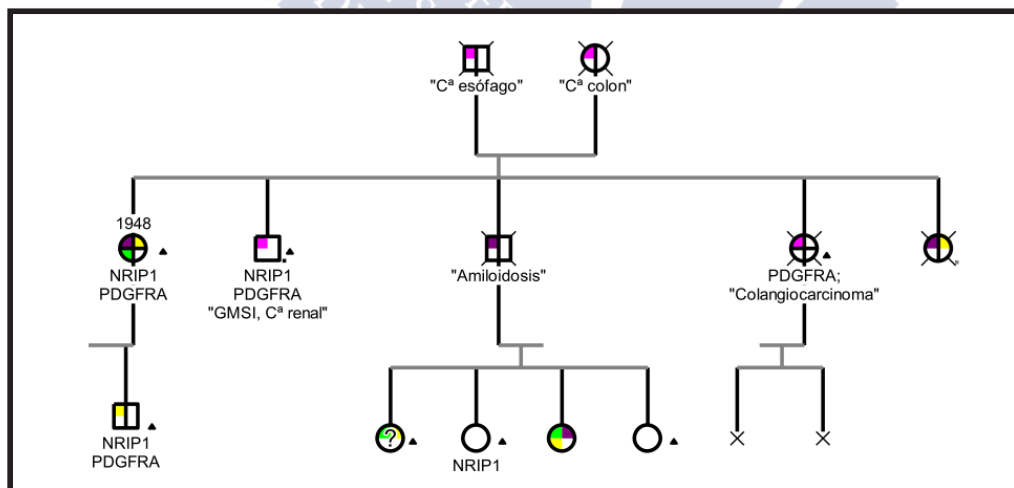 "Cª esófago"
"Cª colon"
1948
NRIP1
PDGFRA
NRIP1
PDGFRA
"GMSI, Cª renal"
"Amiloidosis"
PDGFRA;
"Colangiocarcinoma"
NRIP1
PDGFRA
?
NRIP1